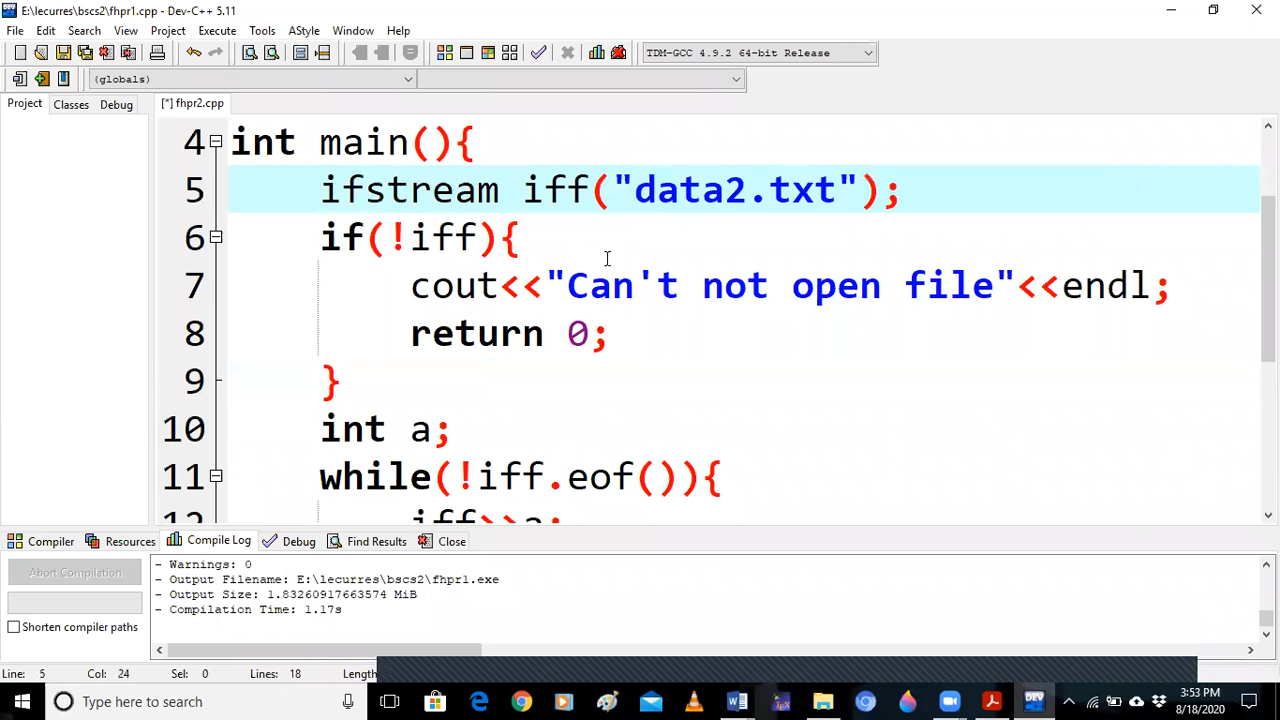 E:\lecurres\bscs2\fhpr1.cpp - Dev-C++ 5.11
File Edit Search View Project Execute Tools AStyle Window Help
TDM-GCC 4.9.2 64-bit Release
(globals)
Project Classes Debug [*] fhpr2.cpp
4 int main(){
5 ifstream iff("data2.txt");
6 if(!iff){
7 cout<<"Can't not open file"<<endl;
8 return 0;
9 }
10 int a;
11 while(!iff.eof()){
12 iff>>a;
Compiler Resources Compile Log Debug Find Results Close
Abort Compilation
Shorten compiler paths
- Warnings: 0
- Output Filename: E:\lecurres\bscs2\fhpr1.exe
- Output Size: 1.83260917663574 MiB
- Compilation Time: 1.17s
Line: 5 Col: 24 Sel: 0 Lines: 18 Length
Type here to search
DEV
3:53 PM
8/18/2020